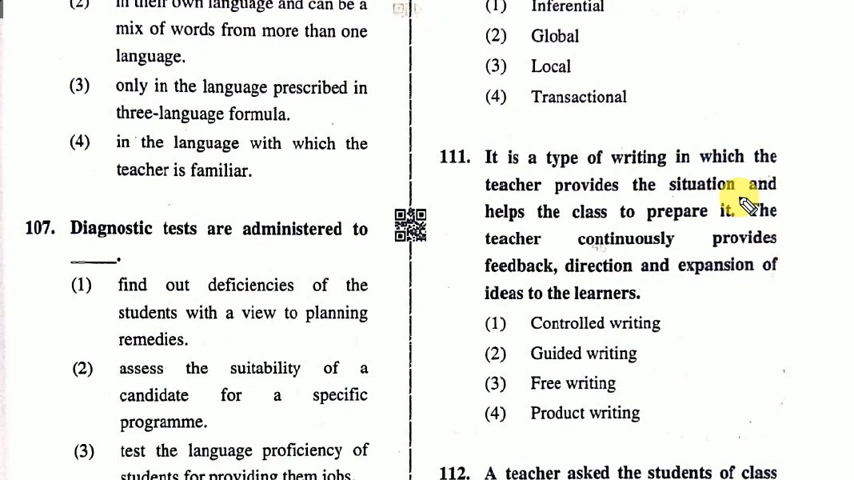 (2) in their own language and can be a
mix of words from more than one
language.
(3) only in the language prescribed in
three-language formula.
(4) in the language with which the
teacher is familiar.
107. Diagnostic tests are administered to
______.
(1) find out deficiencies of the
students with a view to planning
remedies.
(2) assess the suitability of a
candidate for a specific
programme.
(3) test the language proficiency of
students for providing them jobs.
(1) Inferential
(2) Global
(3) Local
(4) Transactional
111. It is a type of writing in which the
teacher provides the situation and
helps the class to prepare it. The
teacher continuously provides
feedback, direction and expansion of
ideas to the learners.
(1) Controlled writing
(2) Guided writing
(3) Free writing
(4) Product writing
112. A teacher asked the students of class